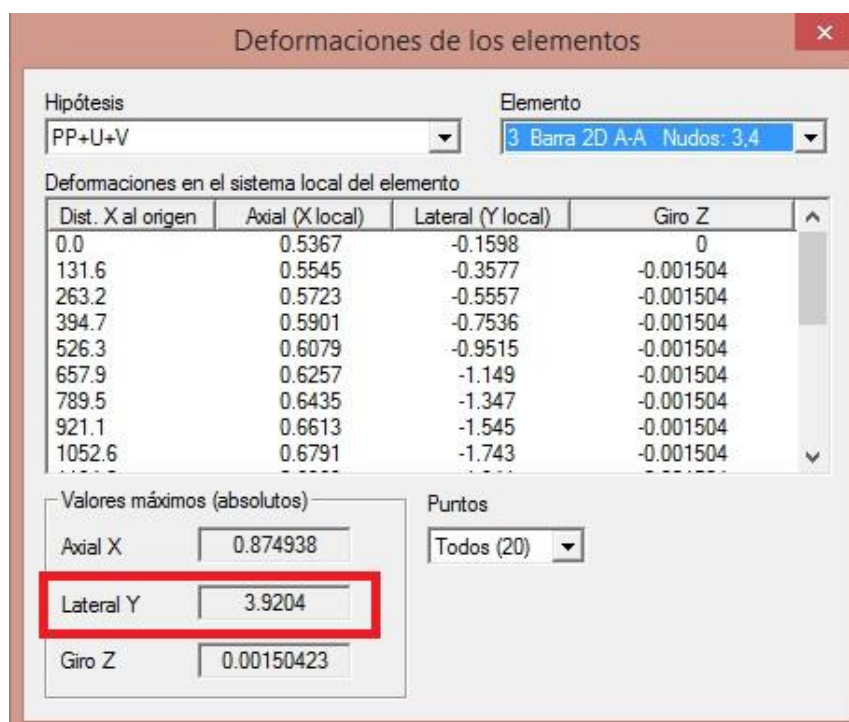 Deformaciones de los elementos
Hipótesis Elemento
PP+U+V 3 Barra 2D A-A Nudos: 3,4
Deformaciones en el sistema local del elemento
Dist. X al origen Axial (X local) Lateral (Y local) Giro Z
0.0 0.5367 -0.1598 0
131.6 0.5545 -0.3577 -0.001504
263.2 0.5723 -0.5557 -0.001504
394.7 0.5901 -0.7536 -0.001504
526.3 0.6079 -0.9515 -0.001504
657.9 0.6257 -1.149 -0.001504
789.5 0.6435 -1.347 -0.001504
921.1 0.6613 -1.545 -0.001504
1052.6 0.6791 -1.743 -0.001504
Valores máximos (absolutos) Puntos
Axial X 0.874938 Todos (20)
Lateral Y 3.9204
Giro Z 0.00150423